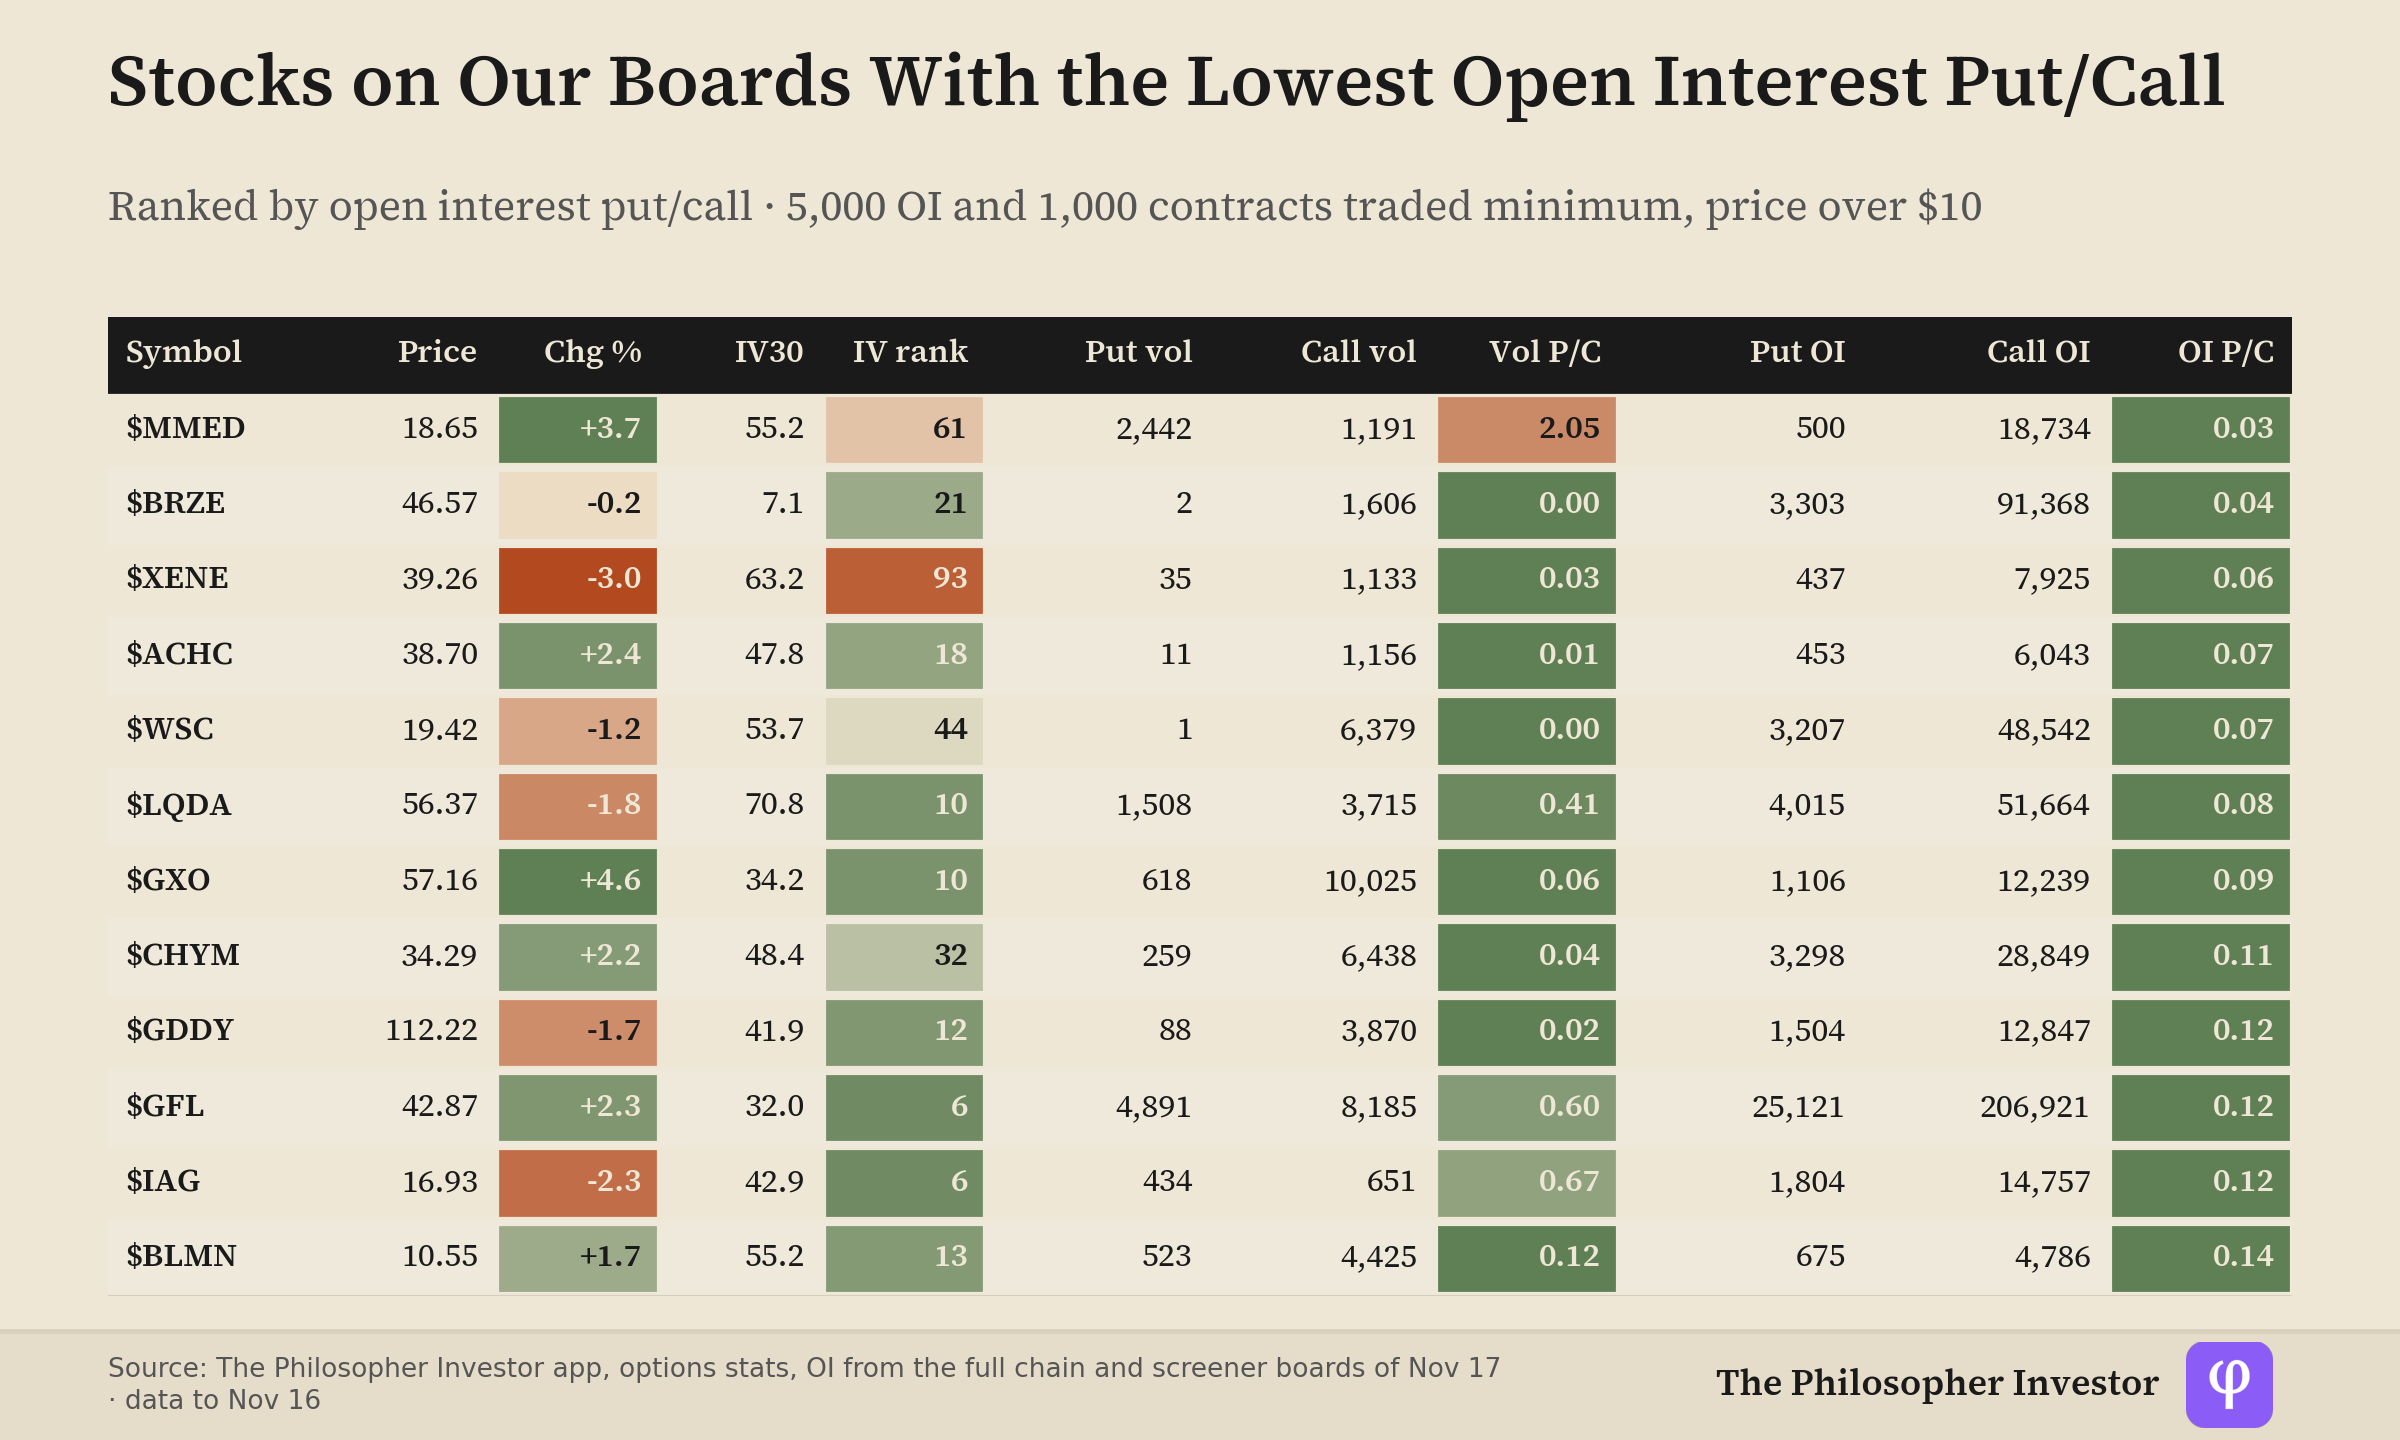 Stocks on Our Boards With the Lowest Open Interest Put/Call
Ranked by open interest put/call · 5,000 OI and 1,000 contracts traded minimum, price over $10
Symbol Price Chg % IV30 IV rank Put vol Call vol Vol P/C Put OI Call OI OI P/C
$MMED 18.65 +3.7 55.2 61 2,442 1,191 2.05 500 18,734 0.03
$BRZE 46.57 -0.2 7.1 21 2 1,606 0.00 3,303 91,368 0.04
$XENE 39.26 -3.0 63.2 93 35 1,133 0.03 437 7,925 0.06
$ACHC 38.70 +2.4 47.8 18 11 1,156 0.01 453 6,043 0.07
$WSC 19.42 -1.2 53.7 44 1 6,379 0.00 3,207 48,542 0.07
$LQDA 56.37 -1.8 70.8 10 1,508 3,715 0.41 4,015 51,664 0.08
$GXO 57.16 +4.6 34.2 10 618 10,025 0.06 1,106 12,239 0.09
$CHYM 34.29 +2.2 48.4 32 259 6,438 0.04 3,298 28,849 0.11
$GDDY 112.22 -1.7 41.9 12 88 3,870 0.02 1,504 12,847 0.12
$GFL 42.87 +2.3 32.0 6 4,891 8,185 0.60 25,121 206,921 0.12
$IAG 16.93 -2.3 42.9 6 434 651 0.67 1,804 14,757 0.12
$BLMN 10.55 +1.7 55.2 13 523 4,425 0.12 675 4,786 0.14
Source: The Philosopher Investor app, options stats, OI from the full chain and screener boards of Nov 17
· data to Nov 16
The Philosopher Investor φ